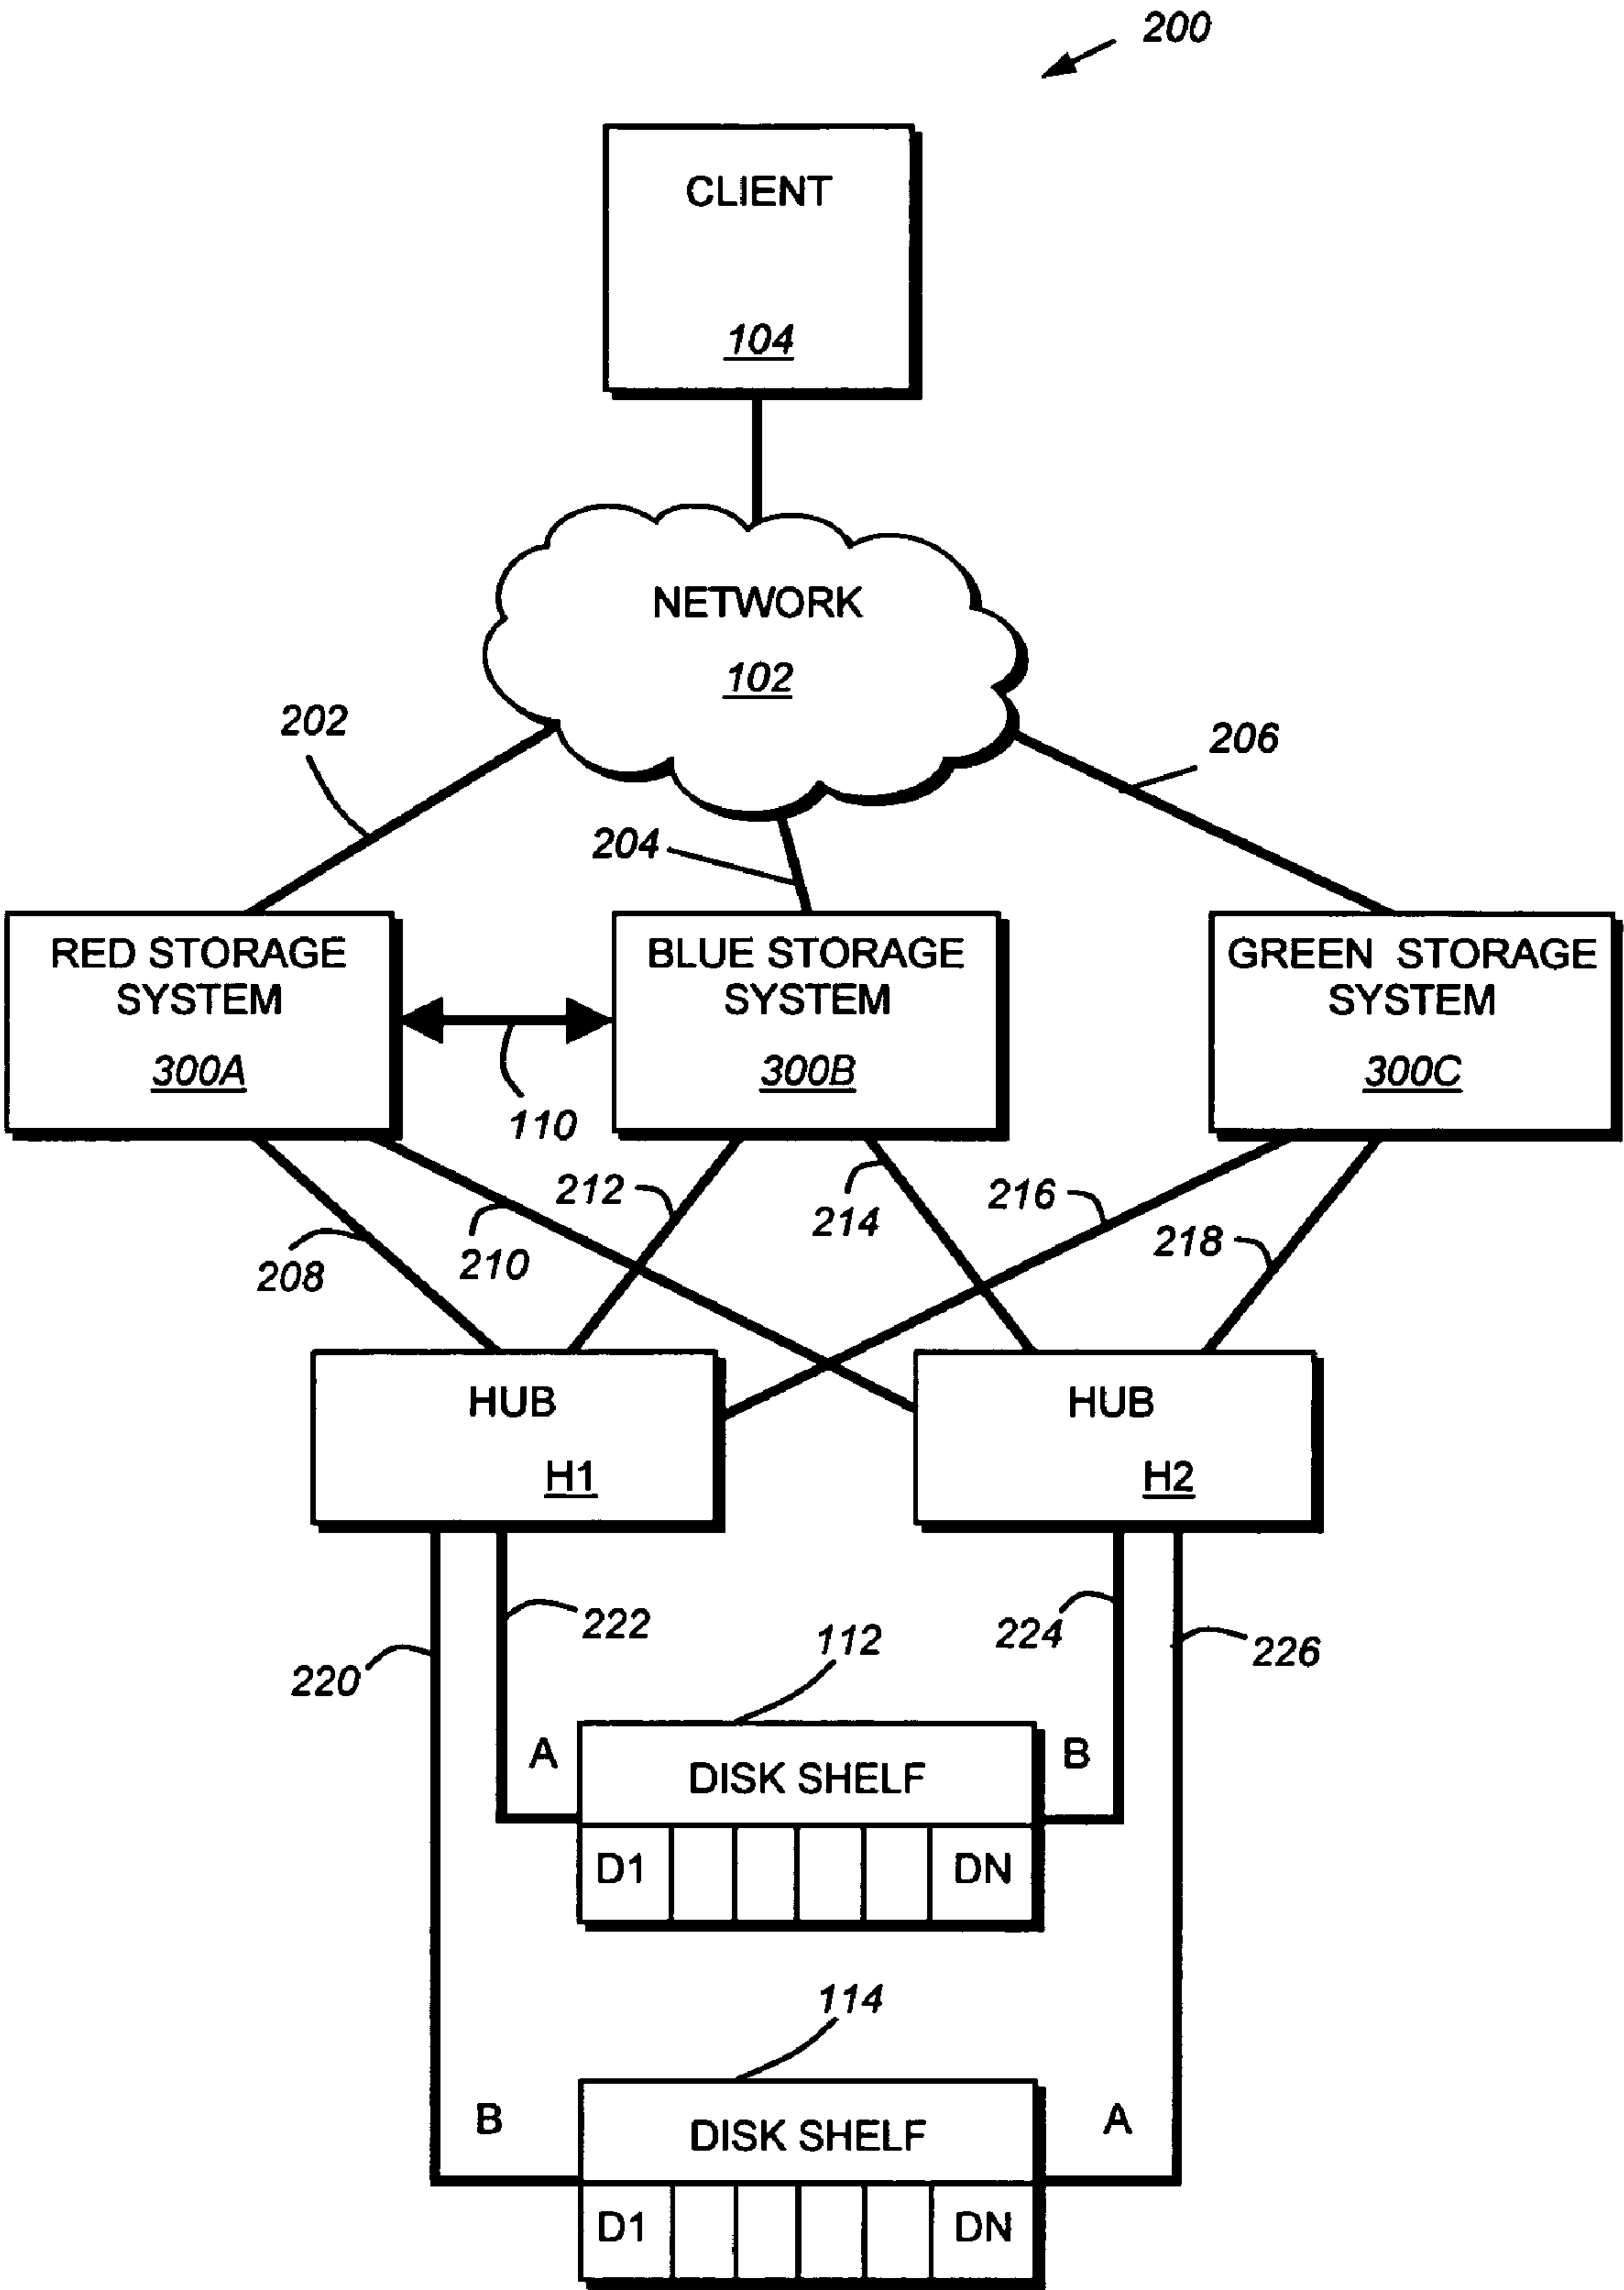 200
CLIENT
104
NETWORK
102
202
206
204
RED STORAGE
SYSTEM
300A
BLUE STORAGE
SYSTEM
300B
GREEN STORAGE
SYSTEM
300C
110
212
214
216
218
208
210
HUB
H1
HUB
H2
222
224
220
226
112
A
B
DISK SHELF
D1
DN
114
B
A
DISK SHELF
D1
DN